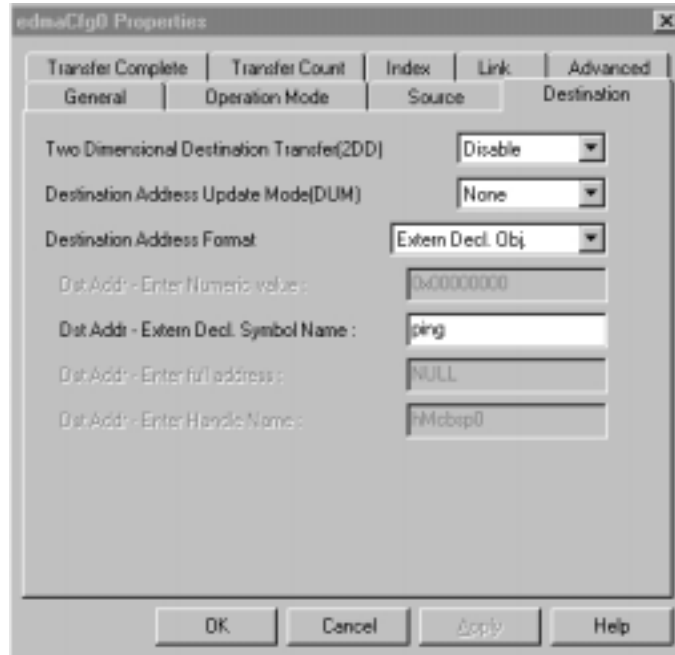 edmaCfg0 Properties
Transfer Complete Transfer Count Index Link Advanced
General Operation Mode Source Destination
Two Dimensional Destination Transfer(2DD) Disable
Destination Address Update Mode(DUM) None
Destination Address Format Extern Decl. Obj.
Dst Addr - Enter Numeric value : 0x00000000
Dst Addr - Extern Decl. Symbol Name : ping
Dst Addr - Enter full address : NULL
Dst Addr - Enter Handle Name : hMcbsp0
OK Cancel Apply Help